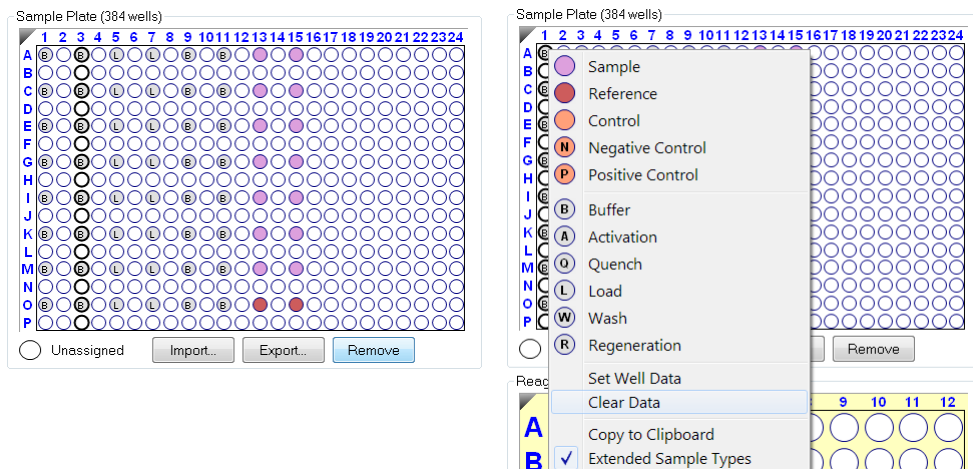 Sample Plate (384 wells)
1 2 3 4 5 6 7 8 9 10 11 12 13 14 15 16 17 18 19 20 21 22 23 24
A B B L L B B
B
C B B L L B B
D
E B B L L B B
F
G B B L L B B
H
I B B L L B B
J
K B B L L B B
L
M B B L L B B
N
O B B L L B B
P
Unassigned Import... Export... Remove
Sample Plate (384 wells)
1 2 3 4 5 6 7 8 9 10 11 12 13 14 15 16 17 18 19 20 21 22 23 24
A B
B
C B
D
E B
F
G B
H
I B
J
K B
L
M B
N
O B
P
Sample
Reference
Control
N Negative Control
P Positive Control
B Buffer
A Activation
Q Quench
L Load
W Wash
R Regeneration
Set Well Data
Clear Data
Copy to Clipboard
✓ Extended Sample Types
Remove
Reag
9 10 11 12
A
B